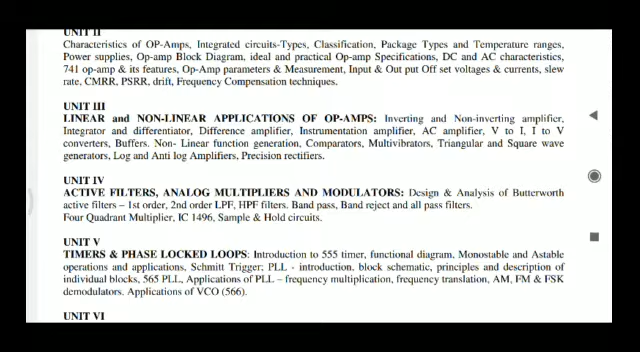 UNIT II
Characteristics of OP-Amps, Integrated circuits-Types, Classification, Package Types and Temperature ranges,
Power supplies, Op-amp Block Diagram, ideal and practical Op-amp Specifications, DC and AC characteristics,
741 op-amp & its features, Op-Amp parameters & Measurement, Input & Out put Off set voltages & currents, slew
rate, CMRR, PSRR, drift, Frequency Compensation techniques.
UNIT III
LINEAR and NON-LINEAR APPLICATIONS OF OP-AMPS: Inverting and Non-inverting amplifier,
Integrator and differentiator, Difference amplifier, Instrumentation amplifier, AC amplifier, V to I, I to V
converters, Buffers. Non- Linear function generation, Comparators, Multivibrators, Triangular and Square wave
generators, Log and Anti log Amplifiers, Precision rectifiers.
UNIT IV
ACTIVE FILTERS, ANALOG MULTIPLIERS AND MODULATORS: Design & Analysis of Butterworth
active filters – 1st order, 2nd order LPF, HPF filters. Band pass, Band reject and all pass filters.
Four Quadrant Multiplier, IC 1496, Sample & Hold circuits.
UNIT V
TIMERS & PHASE LOCKED LOOPS: Introduction to 555 timer, functional diagram, Monostable and Astable
operations and applications, Schmitt Trigger; PLL - introduction, block schematic, principles and description of
individual blocks, 565 PLL, Applications of PLL – frequency multiplication, frequency translation, AM, FM & FSK
demodulators. Applications of VCO (566).
UNIT VI